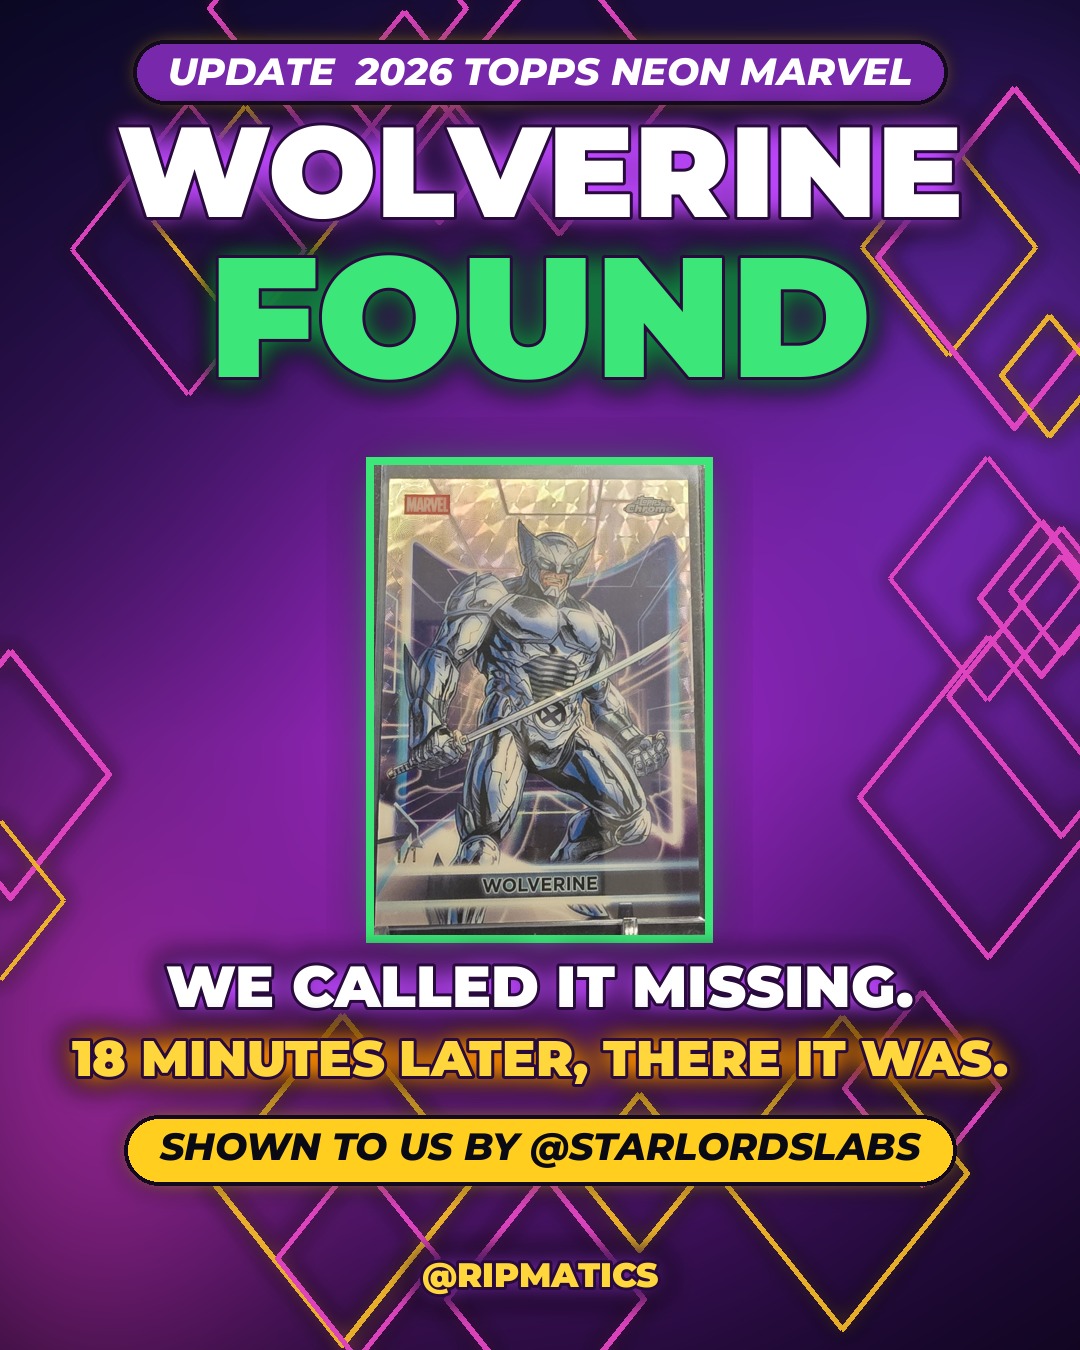 UPDATE 2026 TOPPS NEON MARVEL
WOLVERINE
FOUND
MARVEL
Topps Chrome
1/1
WOLVERINE
WE CALLED IT MISSING.
18 MINUTES LATER, THERE IT WAS.
SHOWN TO US BY @STARLORDSLABS
@RIPMATICS